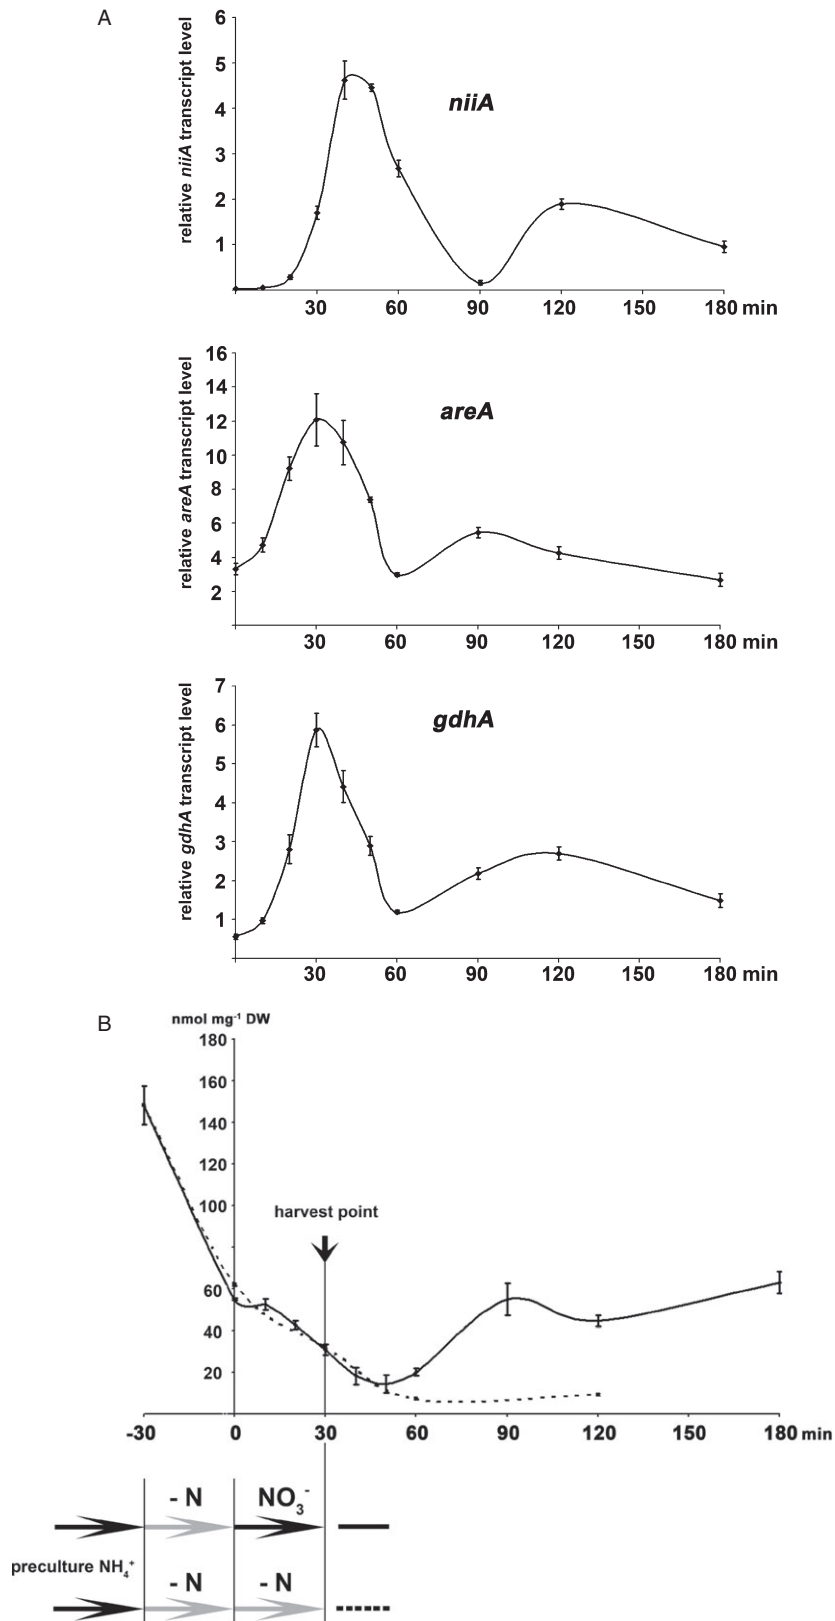 A
relative niiA transcript level
6
5
4
3
2
1
niiA
30 60 90 120 150 180 min
relative areA transcript level
16
14
12
10
8
6
4
2
areA
30 60 90 120 150 180 min
relative gdhA transcript level
7
6
5
4
3
2
1
gdhA
30 60 90 120 150 180 min
B
nmol mg⁻¹ DW
180
160
140
120
100
60
40
20
harvest point
-30 0 30 60 90 120 150 180 min
- N NO₃⁻
preculture NH₄⁺
- N - N